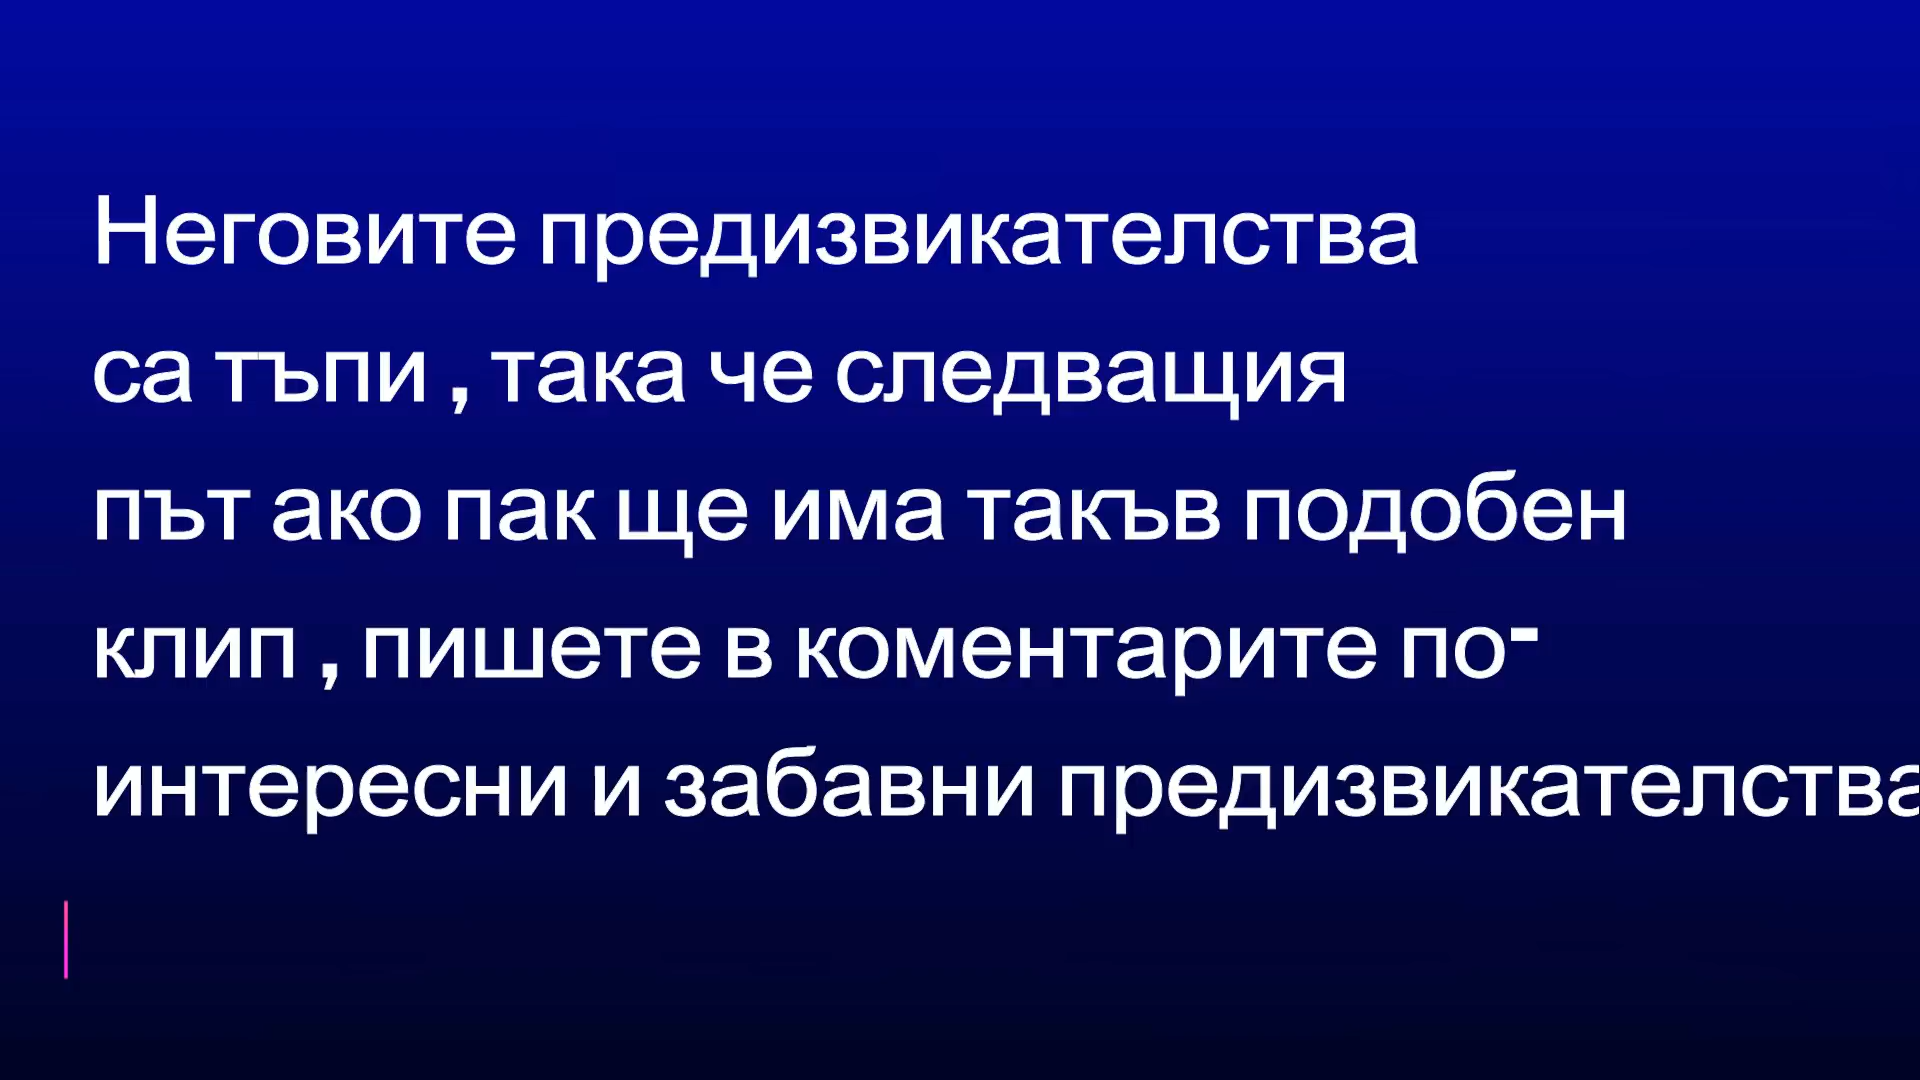 Неговите предизвикателства
са тъпи , така че следващия
път ако пак ще има такъв подобен
клип , пишете в коментарите по-
интересни и забавни предизвикателства